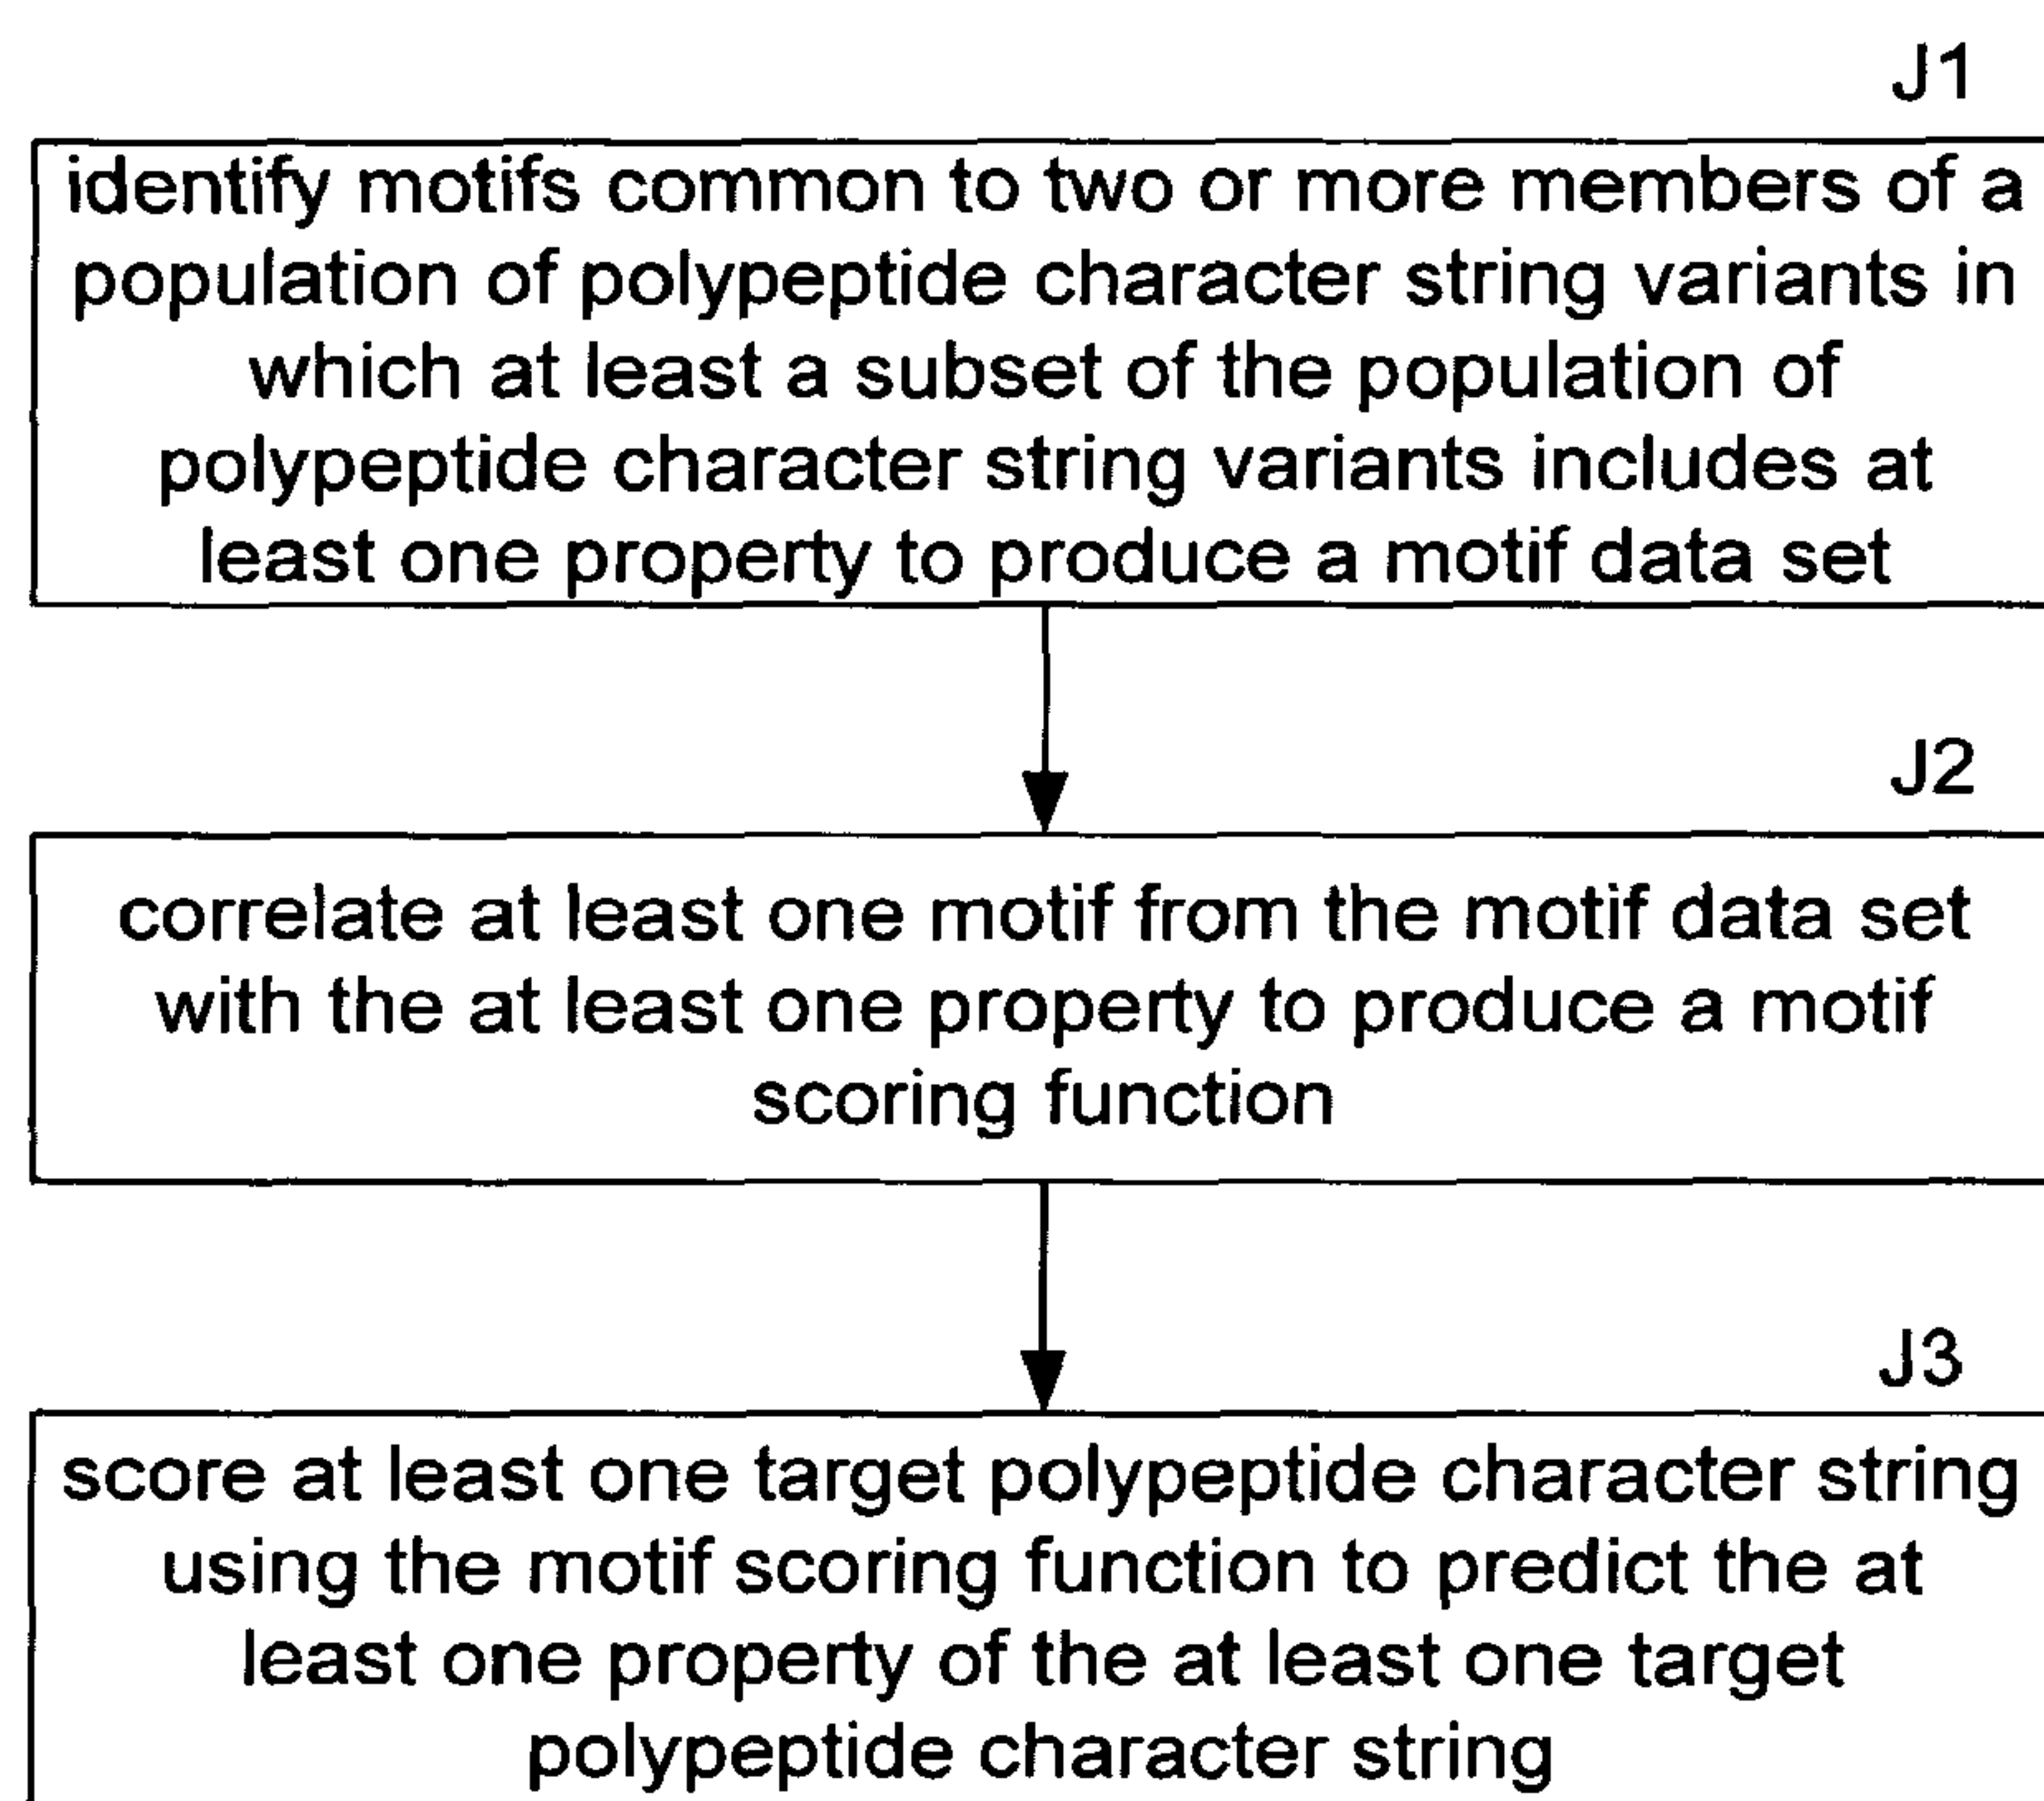 J1
identify motifs common to two or more members of a
population of polypeptide character string variants in
which at least a subset of the population of
polypeptide character string variants includes at
least one property to produce a motif data set
J2
correlate at least one motif from the motif data set
with the at least one property to produce a motif
scoring function
J3
score at least one target polypeptide character string
using the motif scoring function to predict the at
least one property of the at least one target
polypeptide character string